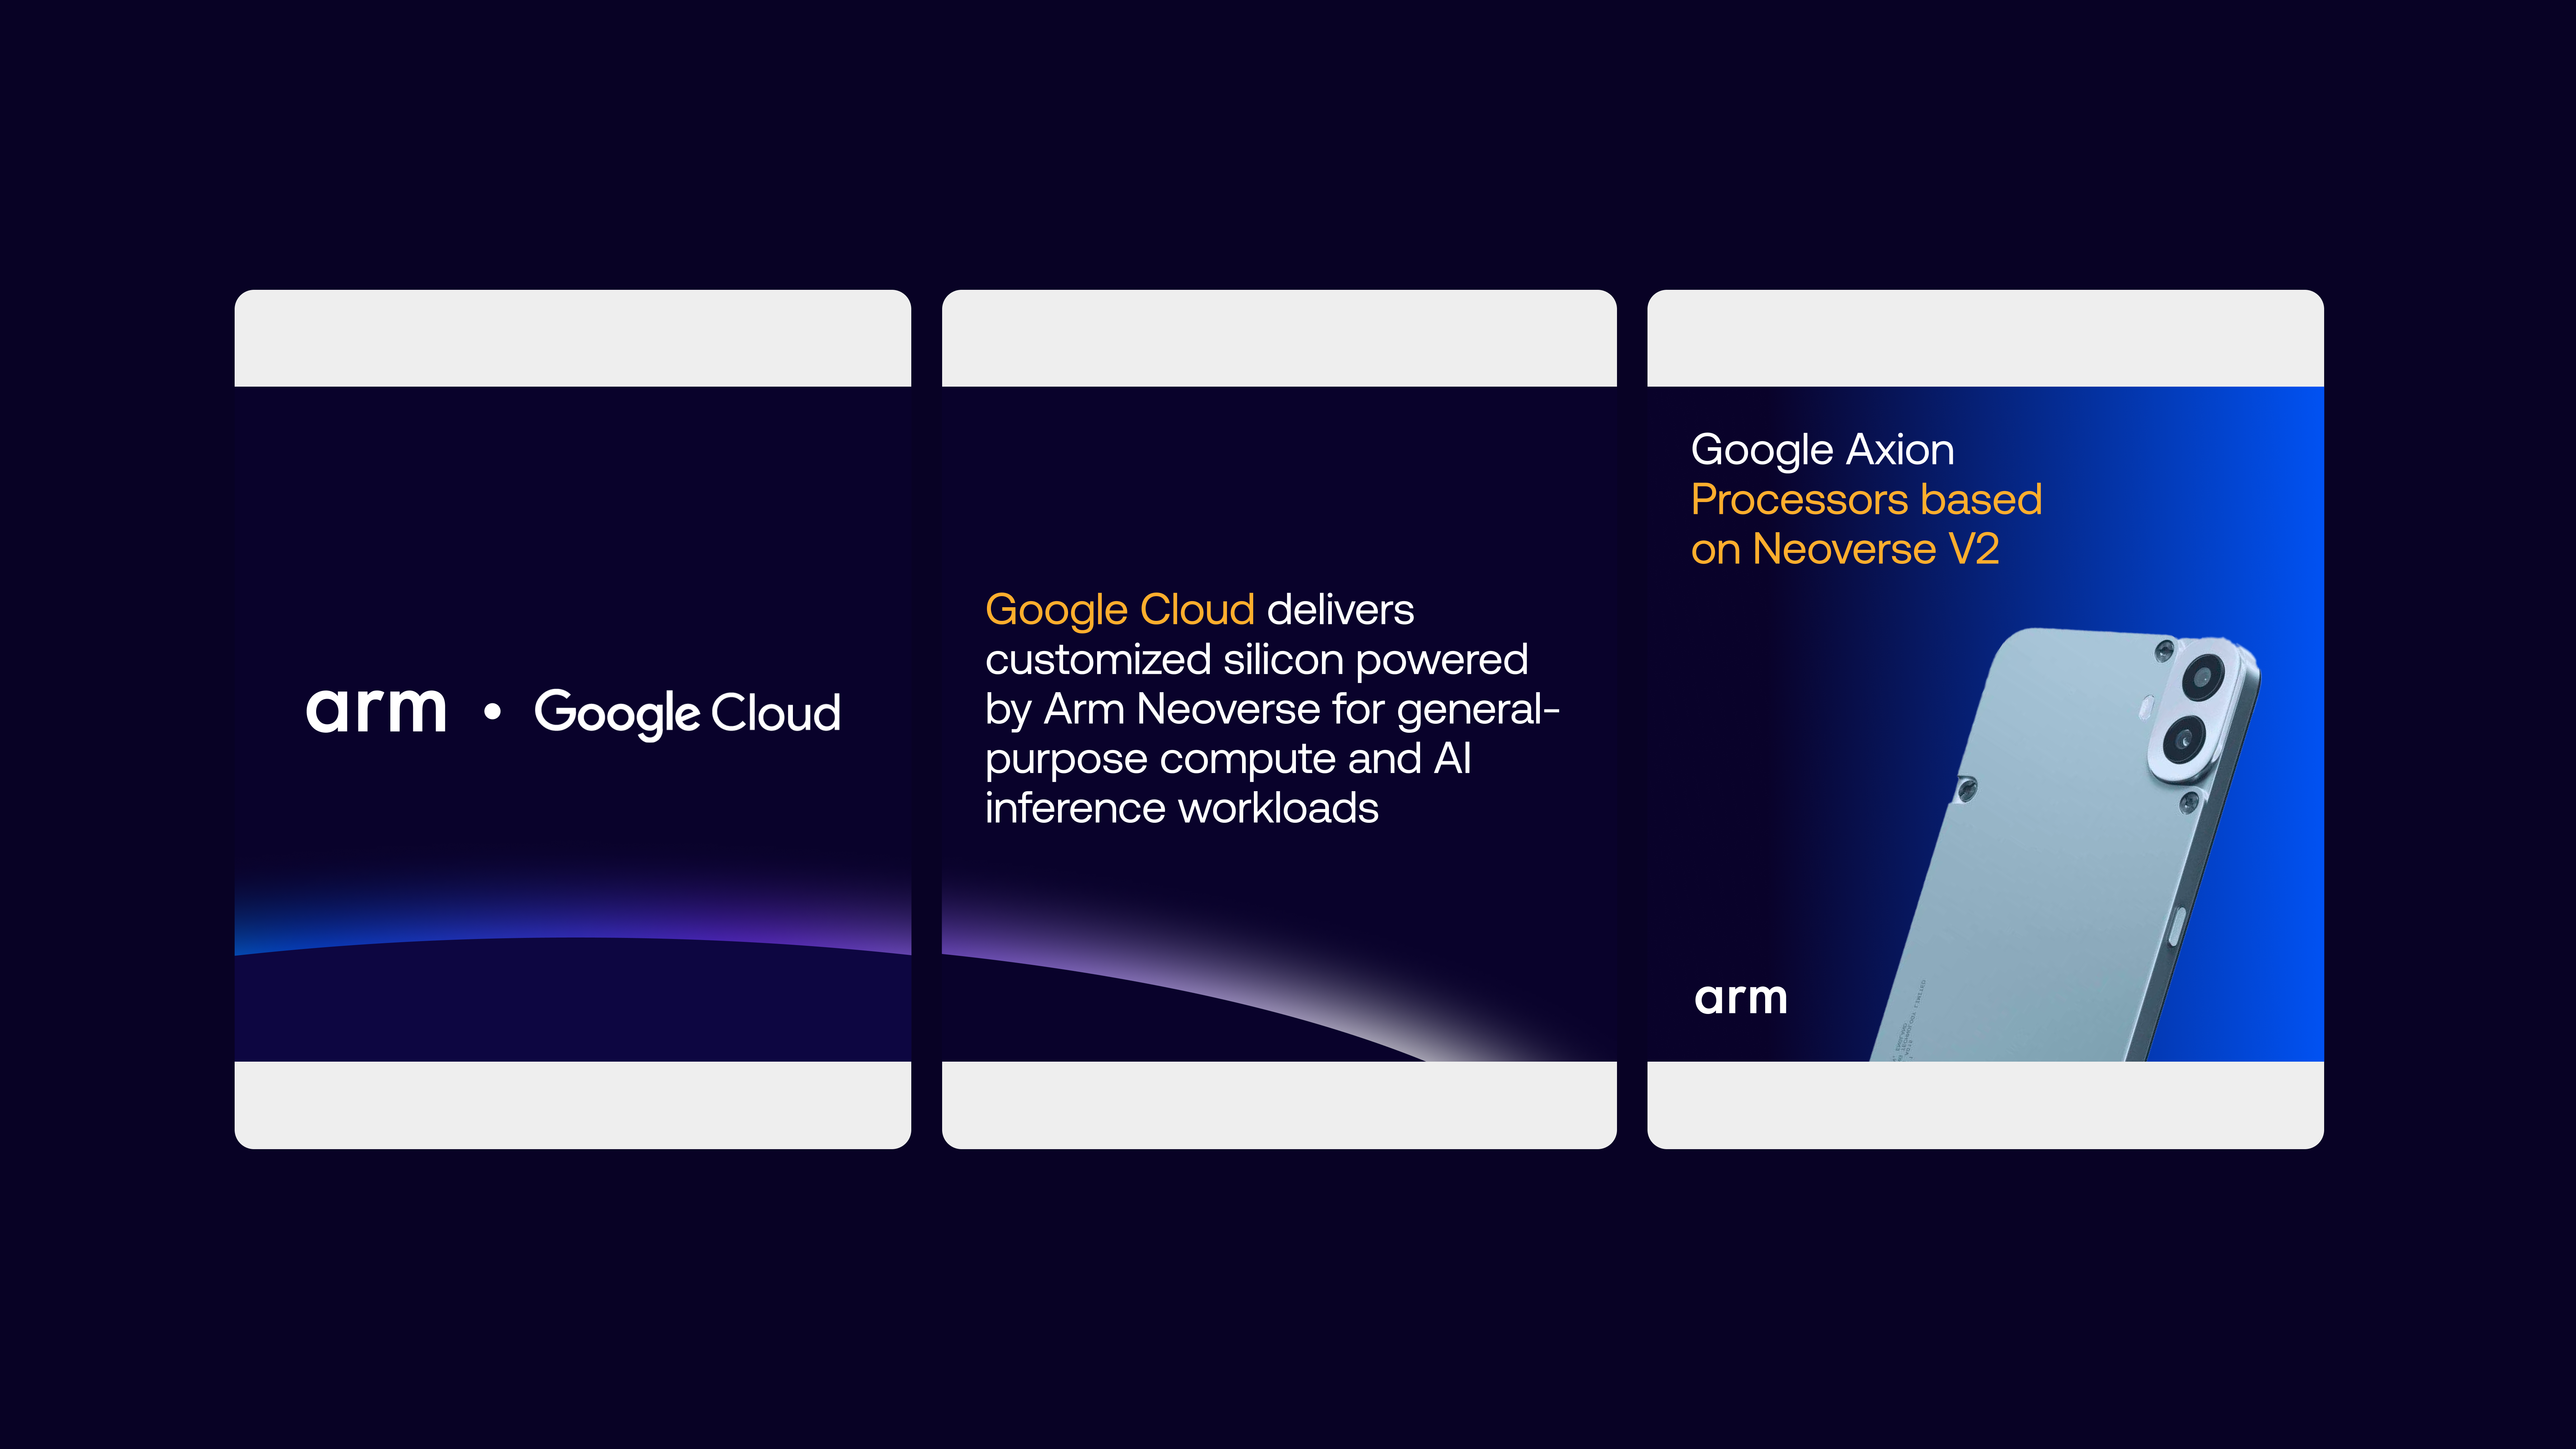 arm • Google Cloud
Google Cloud delivers
customized silicon powered
by Arm Neoverse for general-
purpose compute and AI
inference workloads
Google Axion
Processors based
on Neoverse V2
arm